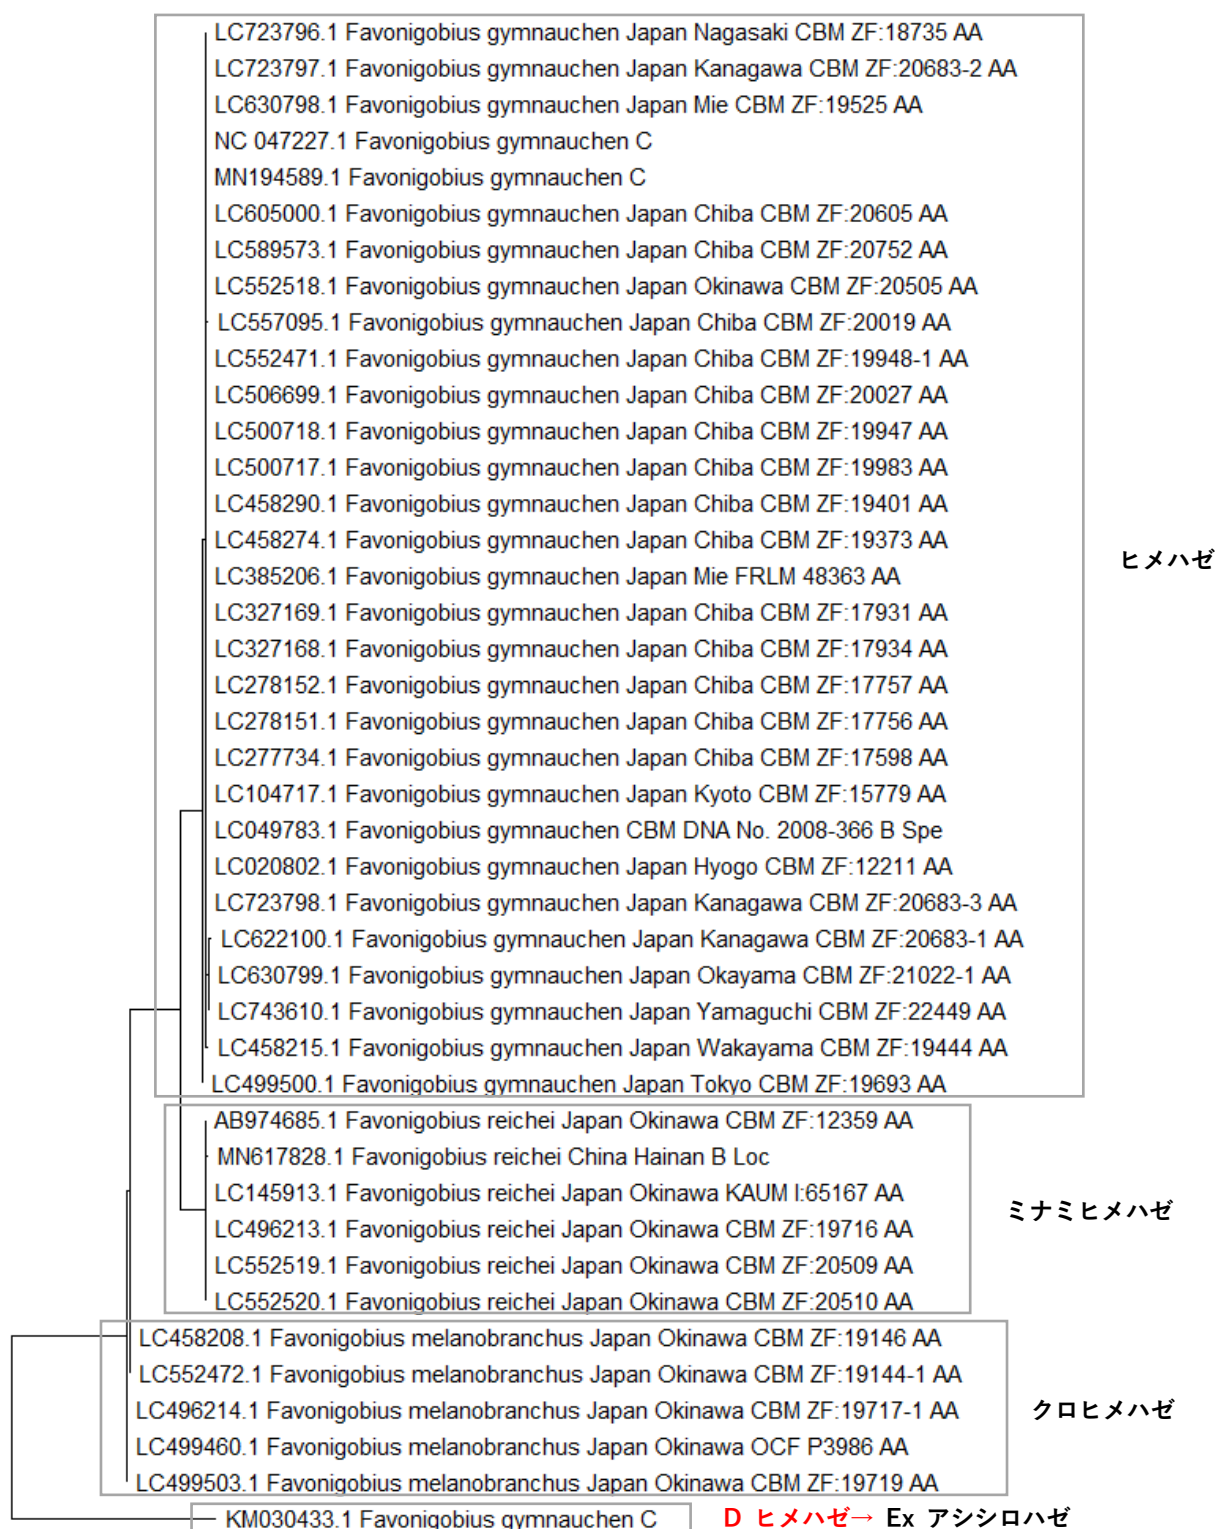 LC723796.1 Favonigobius gymnauchen Japan Nagasaki CBM ZF:18735 AA
LC723797.1 Favonigobius gymnauchen Japan Kanagawa CBM ZF:20683-2 AA
LC630798.1 Favonigobius gymnauchen Japan Mie CBM ZF:19525 AA
NC 047227.1 Favonigobius gymnauchen C
MN194589.1 Favonigobius gymnauchen C
LC605000.1 Favonigobius gymnauchen Japan Chiba CBM ZF:20605 AA
LC589573.1 Favonigobius gymnauchen Japan Chiba CBM ZF:20752 AA
LC552518.1 Favonigobius gymnauchen Japan Okinawa CBM ZF:20505 AA
LC557095.1 Favonigobius gymnauchen Japan Chiba CBM ZF:20019 AA
LC552471.1 Favonigobius gymnauchen Japan Chiba CBM ZF:19948-1 AA
LC506699.1 Favonigobius gymnauchen Japan Chiba CBM ZF:20027 AA
LC500718.1 Favonigobius gymnauchen Japan Chiba CBM ZF:19947 AA
LC500717.1 Favonigobius gymnauchen Japan Chiba CBM ZF:19983 AA
LC458290.1 Favonigobius gymnauchen Japan Chiba CBM ZF:19401 AA
LC458274.1 Favonigobius gymnauchen Japan Chiba CBM ZF:19373 AA
ヒメハゼ
LC385206.1 Favonigobius gymnauchen Japan Mie FRLM 48363 AA
LC327169.1 Favonigobius gymnauchen Japan Chiba CBM ZF:17931 AA
LC327168.1 Favonigobius gymnauchen Japan Chiba CBM ZF:17934 AA
LC278152.1 Favonigobius gymnauchen Japan Chiba CBM ZF:17757 AA
LC278151.1 Favonigobius gymnauchen Japan Chiba CBM ZF:17756 AA
LC277734.1 Favonigobius gymnauchen Japan Chiba CBM ZF:17598 AA
LC104717.1 Favonigobius gymnauchen Japan Kyoto CBM ZF:15779 AA
LC049783.1 Favonigobius gymnauchen CBM DNA No. 2008-366 B Spe
LC020802.1 Favonigobius gymnauchen Japan Hyogo CBM ZF:12211 AA
LC723798.1 Favonigobius gymnauchen Japan Kanagawa CBM ZF:20683-3 AA
LC622100.1 Favonigobius gymnauchen Japan Kanagawa CBM ZF:20683-1 AA
LC630799.1 Favonigobius gymnauchen Japan Okayama CBM ZF:21022-1 AA
LC743610.1 Favonigobius gymnauchen Japan Yamaguchi CBM ZF:22449 AA
LC458215.1 Favonigobius gymnauchen Japan Wakayama CBM ZF:19444 AA
LC499500.1 Favonigobius gymnauchen Japan Tokyo CBM ZF:19693 AA
AB974685.1 Favonigobius reichei Japan Okinawa CBM ZF:12359 AA
MN617828.1 Favonigobius reichei China Hainan B Loc
LC145913.1 Favonigobius reichei Japan Okinawa KAUM I:65167 AA
ミナミヒメハゼ
LC496213.1 Favonigobius reichei Japan Okinawa CBM ZF:19716 AA
LC552519.1 Favonigobius reichei Japan Okinawa CBM ZF:20509 AA
LC552520.1 Favonigobius reichei Japan Okinawa CBM ZF:20510 AA
LC458208.1 Favonigobius melanobranchus Japan Okinawa CBM ZF:19146 AA
LC552472.1 Favonigobius melanobranchus Japan Okinawa CBM ZF:19144-1 AA
LC496214.1 Favonigobius melanobranchus Japan Okinawa CBM ZF:19717-1 AA
クロヒメハゼ
LC499460.1 Favonigobius melanobranchus Japan Okinawa OCF P3986 AA
LC499503.1 Favonigobius melanobranchus Japan Okinawa CBM ZF:19719 AA
KM030433.1 Favonigobius gymnauchen C
D ヒメハゼ→ Ex アシシロハゼ